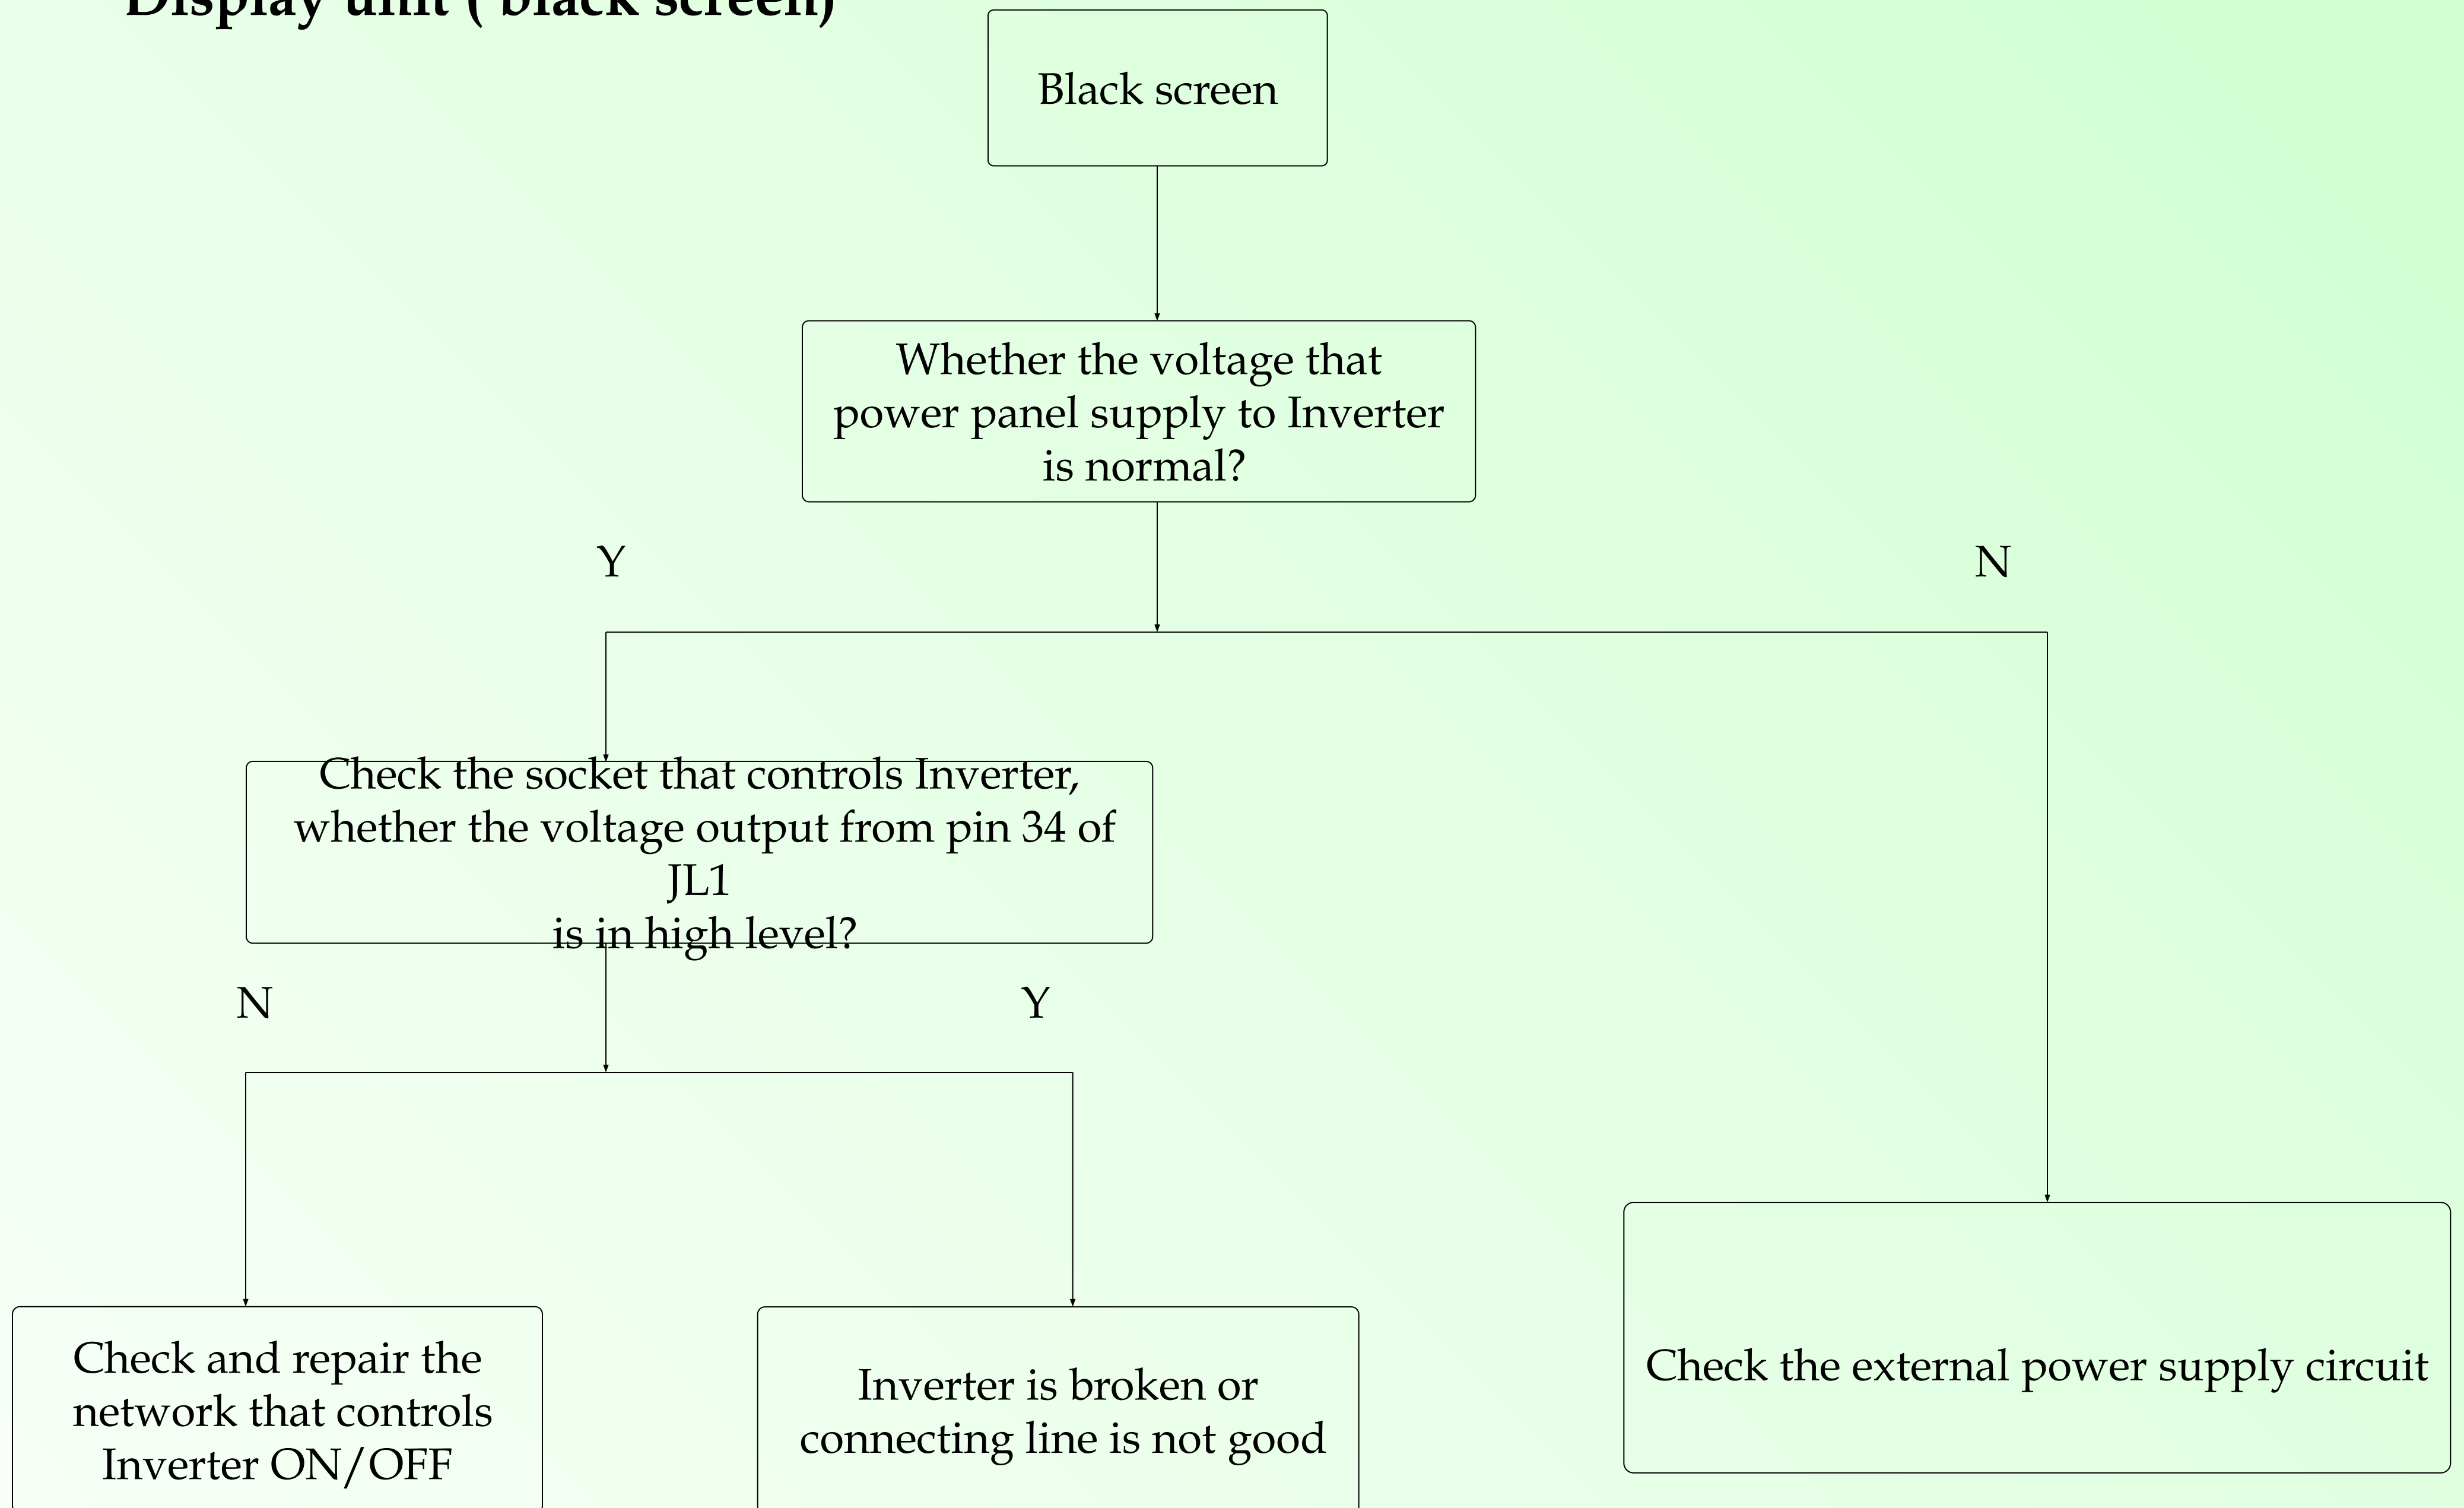 Display unit ( black screen)
Black screen
Whether the voltage that
power panel supply to Inverter
is normal?
Y
N
Check the socket that controls Inverter,
whether the voltage output from pin 34 of
JL1
is in high level?
N
Y
Check and repair the
network that controls
Inverter ON/OFF
Inverter is broken or
connecting line is not good
Check the external power supply circuit